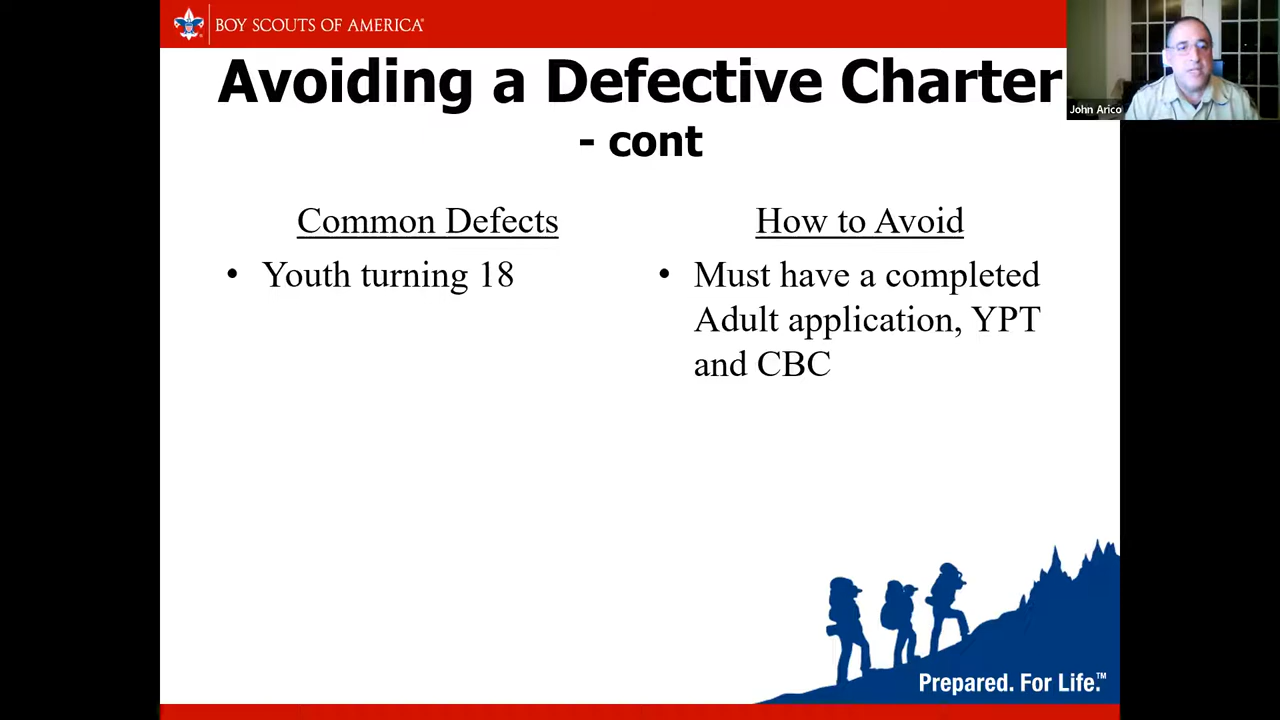 BOY SCOUTS OF AMERICA®
Avoiding a Defective Charter
- cont
John Arico
Common Defects
• Youth turning 18
How to Avoid
• Must have a completed
Adult application, YPT
and CBC
Prepared. For Life.™